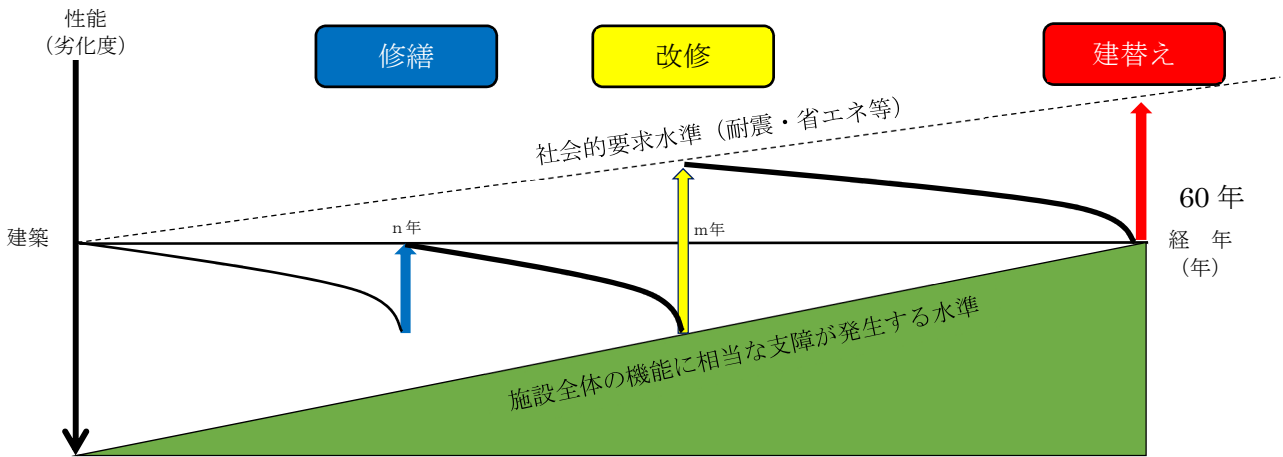 性能
(劣化度)
修繕
改修
建替え
社会的要求水準(耐震・省エネ等)
60 年
n年
m年
建築
経 年
(年)
施設全体の機能に相当な支障が発生する水準